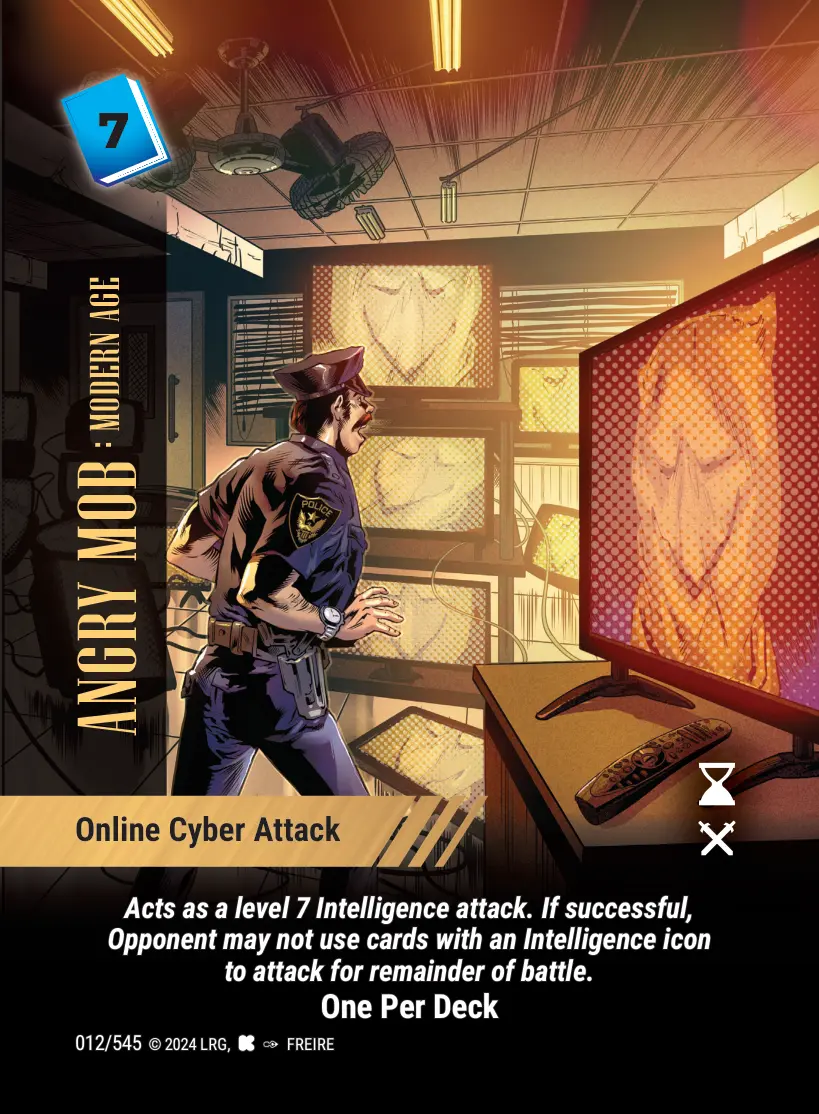 7
ANGRY MOB : MODERN AGE
POLICE
Online Cyber Attack
Acts as a level 7 Intelligence attack. If successful,
Opponent may not use cards with an Intelligence icon
to attack for remainder of battle.
One Per Deck
012/545 © 2024 LRG, FREIRE